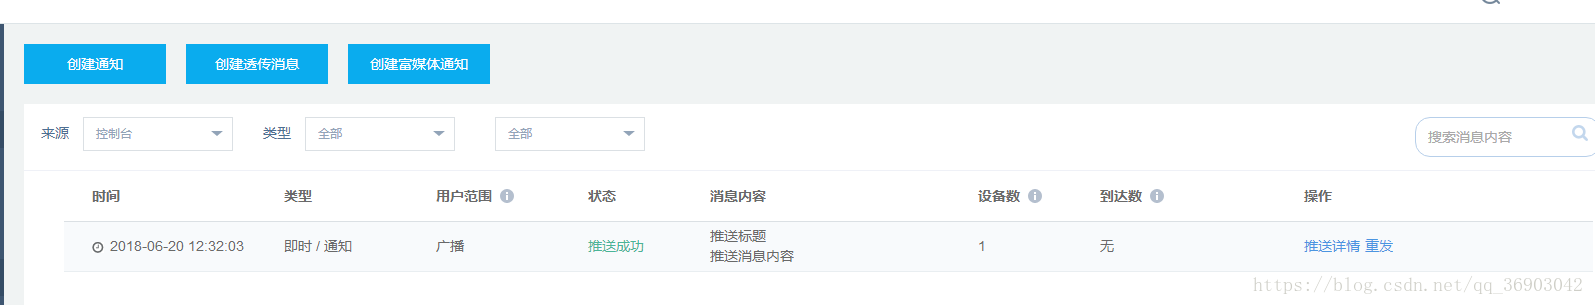 创建通知 创建透传消息 创建富媒体通知
来源 控制台 类型 全部 全部 搜索消息内容
时间 类型 用户范围 状态 消息内容 设备数 到达数 操作
2018-06-20 12:32:03 即时 / 通知 广播 推送成功 推送标题 1 无 推送详情 重发
推送消息内容
https://blog.csdn.net/qq_36903042